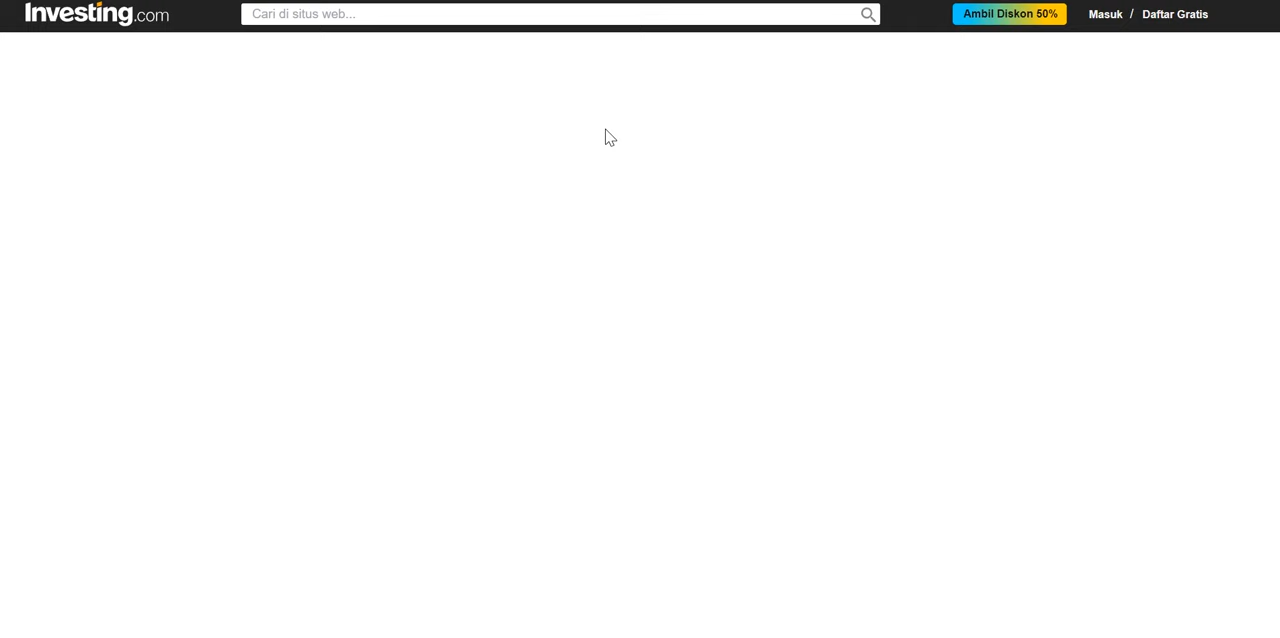 Investing.com
Cari di situs web...
Ambil Diskon 50%
Masuk / Daftar Gratis